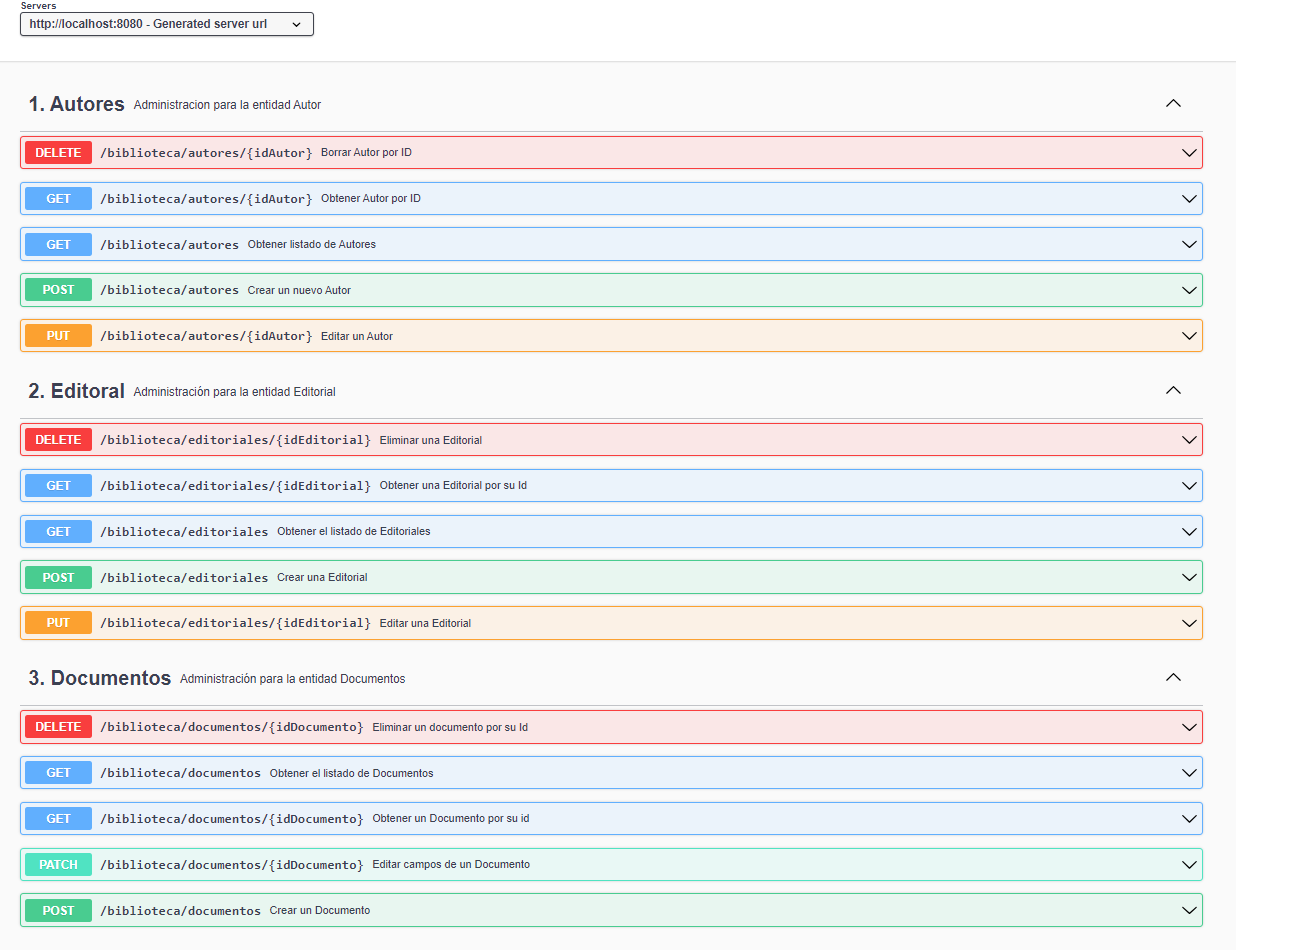 Servers
http://localhost:8080 - Generated server url
1. Autores Administracion para la entidad Autor
DELETE /biblioteca/autores/{idAutor} Borrar Autor por ID
GET /biblioteca/autores/{idAutor} Obtener Autor por ID
GET /biblioteca/autores Obtener listado de Autores
POST /biblioteca/autores Crear un nuevo Autor
PUT /biblioteca/autores/{idAutor} Editar un Autor
2. Editoral Administración para la entidad Editorial
DELETE /biblioteca/editoriales/{idEditorial} Eliminar una Editorial
GET /biblioteca/editoriales/{idEditorial} Obtener una Editorial por su Id
GET /biblioteca/editoriales Obtener el listado de Editoriales
POST /biblioteca/editoriales Crear una Editorial
PUT /biblioteca/editoriales/{idEditorial} Editar una Editorial
3. Documentos Administración para la entidad Documentos
DELETE /biblioteca/documentos/{idDocumento} Eliminar un documento por su Id
GET /biblioteca/documentos Obtener el listado de Documentos
GET /biblioteca/documentos/{idDocumento} Obtener un Documento por su id
PATCH /biblioteca/documentos/{idDocumento} Editar campos de un Documento
POST /biblioteca/documentos Crear un Documento